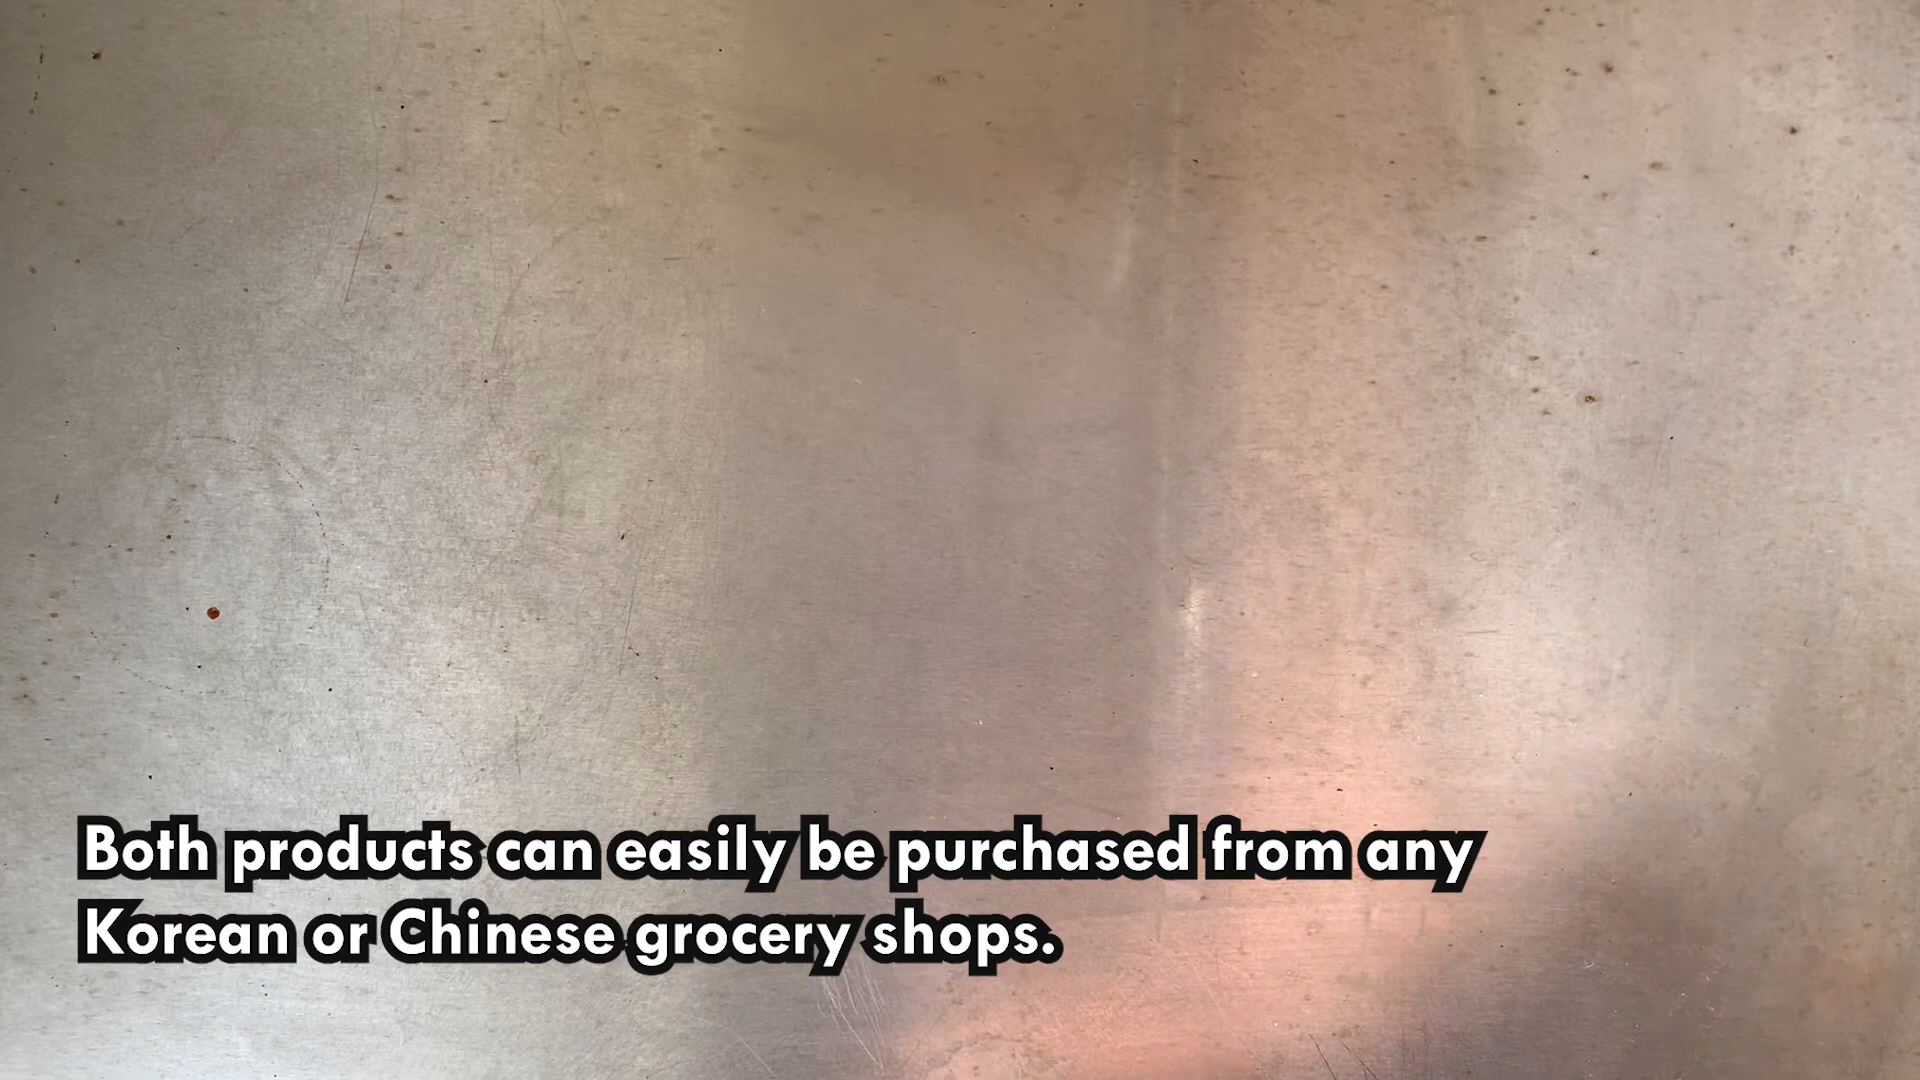 Both products can easily be purchased from any
Korean or Chinese grocery shops.